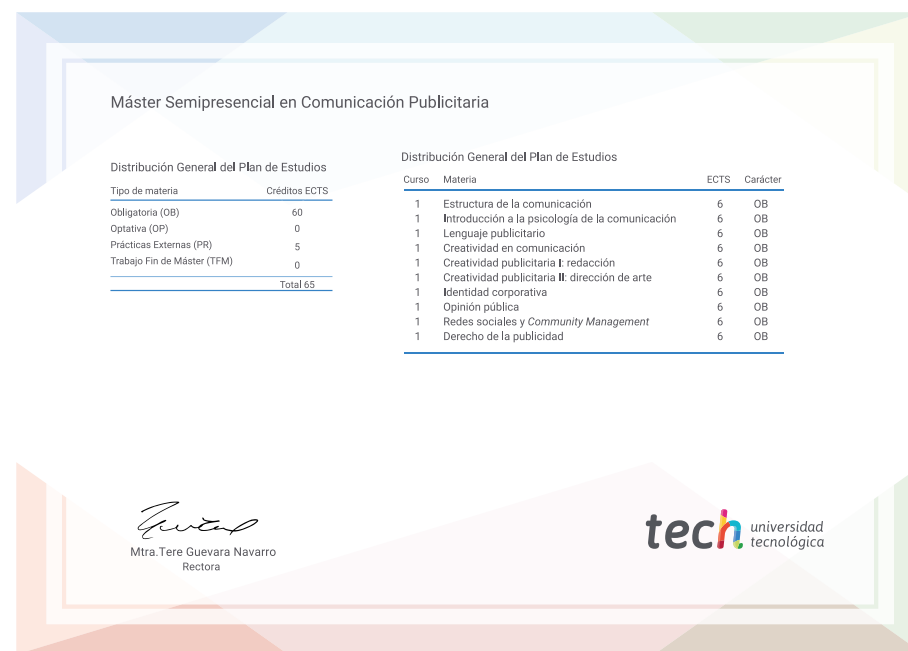 Máster Semipresencial en Comunicación Publicitaria
Distribución General del Plan de Estudios
Tipo de materia Créditos ECTS
Obligatoria (OB) 60
Optativa (OP) 0
Prácticas Externas (PR) 5
Trabajo Fin de Máster (TFM) 0
Total 65
Distribución General del Plan de Estudios
Curso Materia ECTS Carácter
1 Estructura de la comunicación 6 OB
1 Introducción a la psicología de la comunicación 6 OB
1 Lenguaje publicitario 6 OB
1 Creatividad en comunicación 6 OB
1 Creatividad publicitaria I: redacción 6 OB
1 Creatividad publicitaria II: dirección de arte 6 OB
1 Identidad corporativa 6 OB
1 Opinión pública 6 OB
1 Redes sociales y Community Management 6 OB
1 Derecho de la publicidad 6 OB
Mtra.Tere Guevara Navarro
Rectora
tech universidad
tecnológica